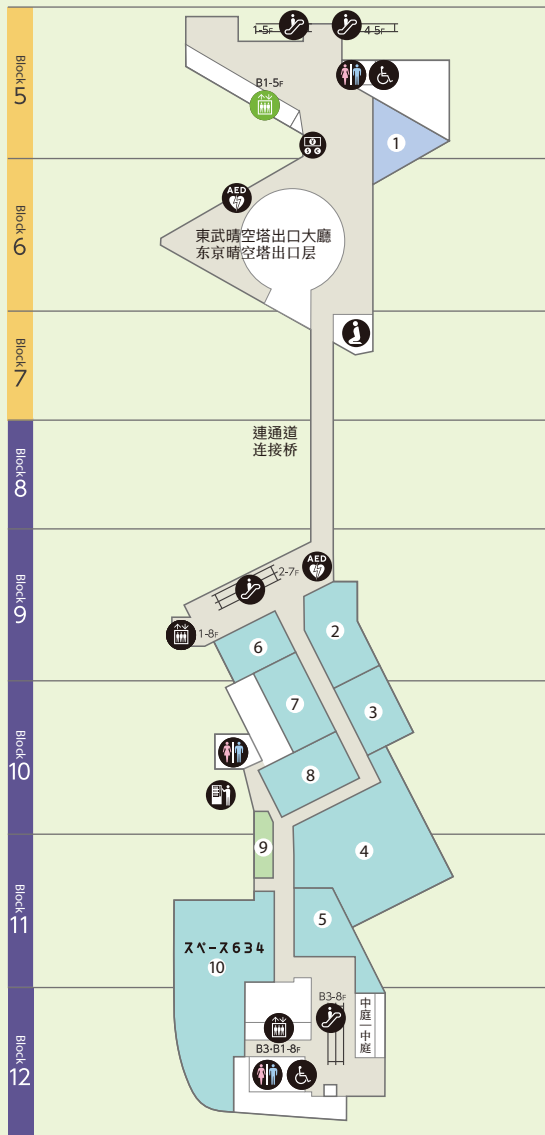 Block 5
1-5F
4-5F
B1-5F
1
Block 6
AED
東武晴空塔出口大廳
东京晴空塔出口层
Block 7
連通道
连接桥
Block 8
Block 9
AED
2-7F
1-8F
2
6
Block 10
7
3
8
Block 11
9
4
5
スペース634
10
Block 12
B3-8F
中庭
中庭
B3·B1-8F